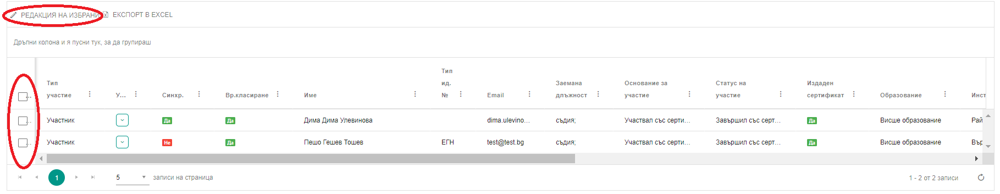 РЕДАКЦИЯ НА ИЗБРАНИ ЕКСПОРТ В EXCEL
Дръпни колона и я пусни тук, за да групираш
Тип участие У... Синхр. Вр.класиране Име Тип ид. № Email Заемана длъжност Основание за участие Статус на участие Издаден сертификат Образование Инст
... Участник Да Да Дима Дима Улевинова dima.ulevino... съдия; Участвал със серти... Завършил със серт... Да Висше образование Рай
... Участник Не Да Пешо Гешев Тошев ЕГН test@test.bg съдия; Участвал със серти... Завършил със серт... Да Висше образование Вър
1 5 записи на страница 1 - 2 от 2 записи